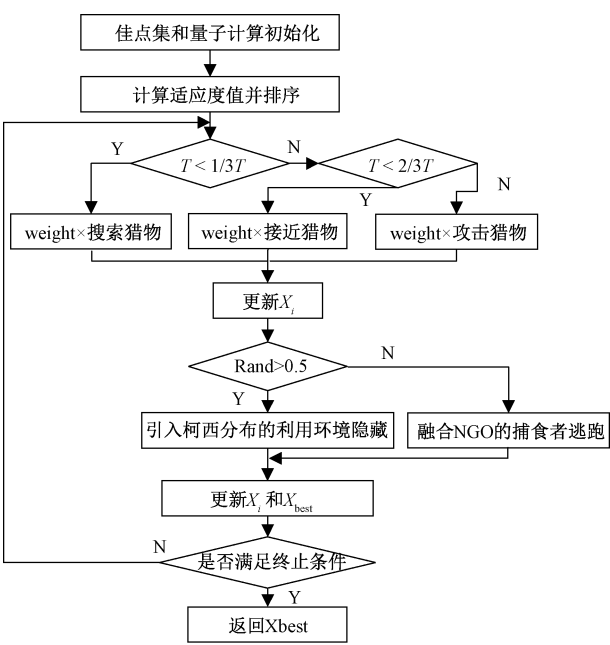 佳点集和量子计算初始化
计算适应度值并排序
Y
T < 1/3T
N
T < 2/3T
Y
N
weight×搜索猎物
weight×接近猎物
weight×攻击猎物
更新Xi
Rand>0.5
N
Y
引入柯西分布的利用环境隐藏
融合NGO的捕食者逃跑
更新Xi 和Xbest
N
是否满足终止条件
Y
返回Xbest